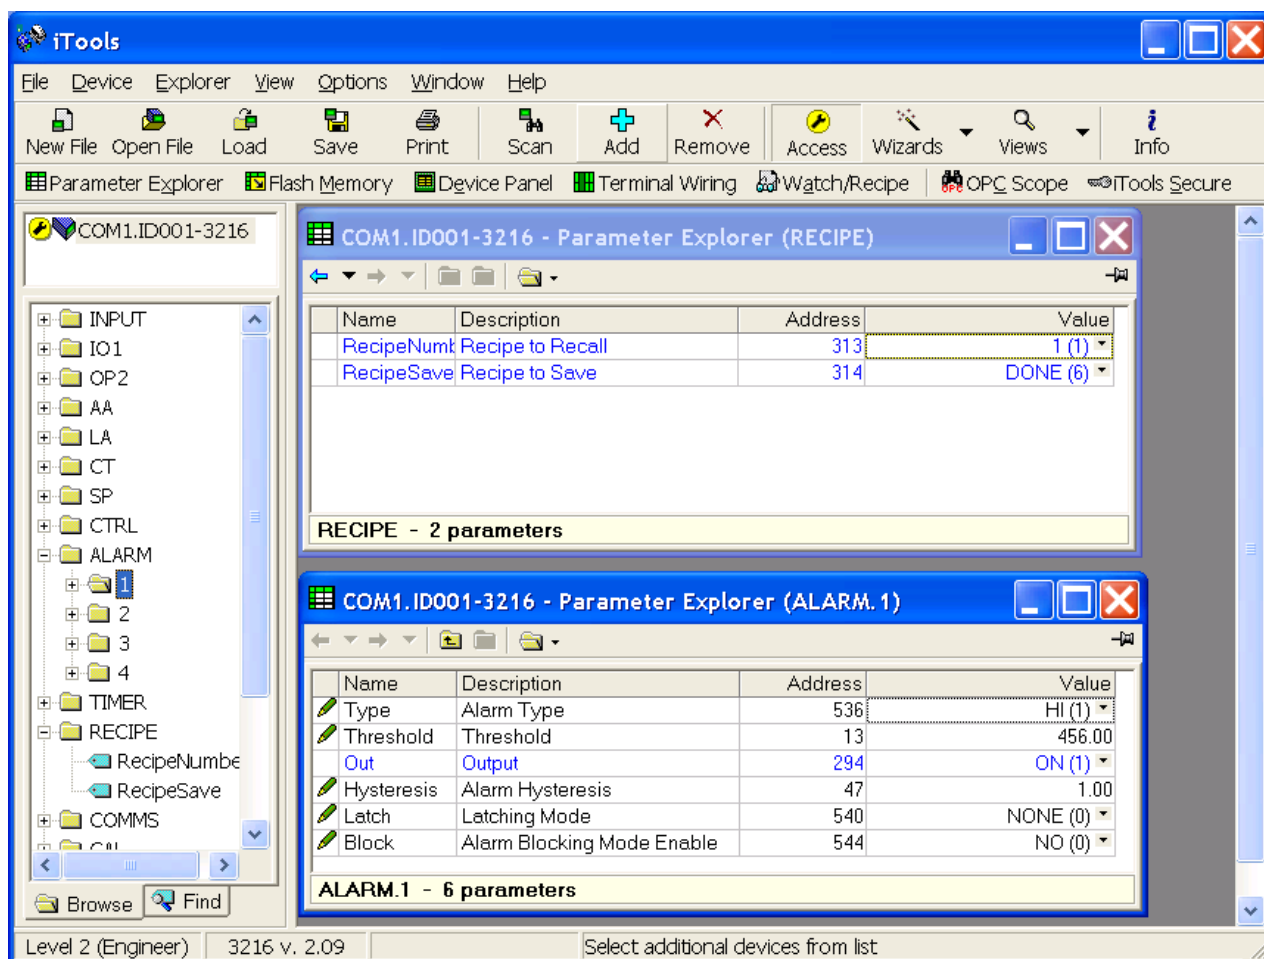 iTools
File Device Explorer View Options Window Help
New File Open File Load Save Print Scan Add Remove Access Wizards Views Info
Parameter Explorer Flash Memory Device Panel Terminal Wiring Watch/Recipe OPC Scope iTools Secure
COM1.ID001-3216
INPUT
IO1
OP2
AA
LA
CT
SP
CTRL
ALARM
1
2
3
4
TIMER
RECIPE
RecipeNumbe
RecipeSave
COMMS
Browse Find
COM1.ID001-3216 - Parameter Explorer (RECIPE)
Name Description Address Value
RecipeNumb Recipe to Recall 313 1 (1)
RecipeSave Recipe to Save 314 DONE (6)
RECIPE - 2 parameters
COM1.ID001-3216 - Parameter Explorer (ALARM.1)
Name Description Address Value
Type Alarm Type 536 HI (1)
Threshold Threshold 13 456.00
Out Output 294 ON (1)
Hysteresis Alarm Hysteresis 47 1.00
Latch Latching Mode 540 NONE (0)
Block Alarm Blocking Mode Enable 544 NO (0)
ALARM.1 - 6 parameters
Level 2 (Engineer) 3216 v. 2.09 Select additional devices from list